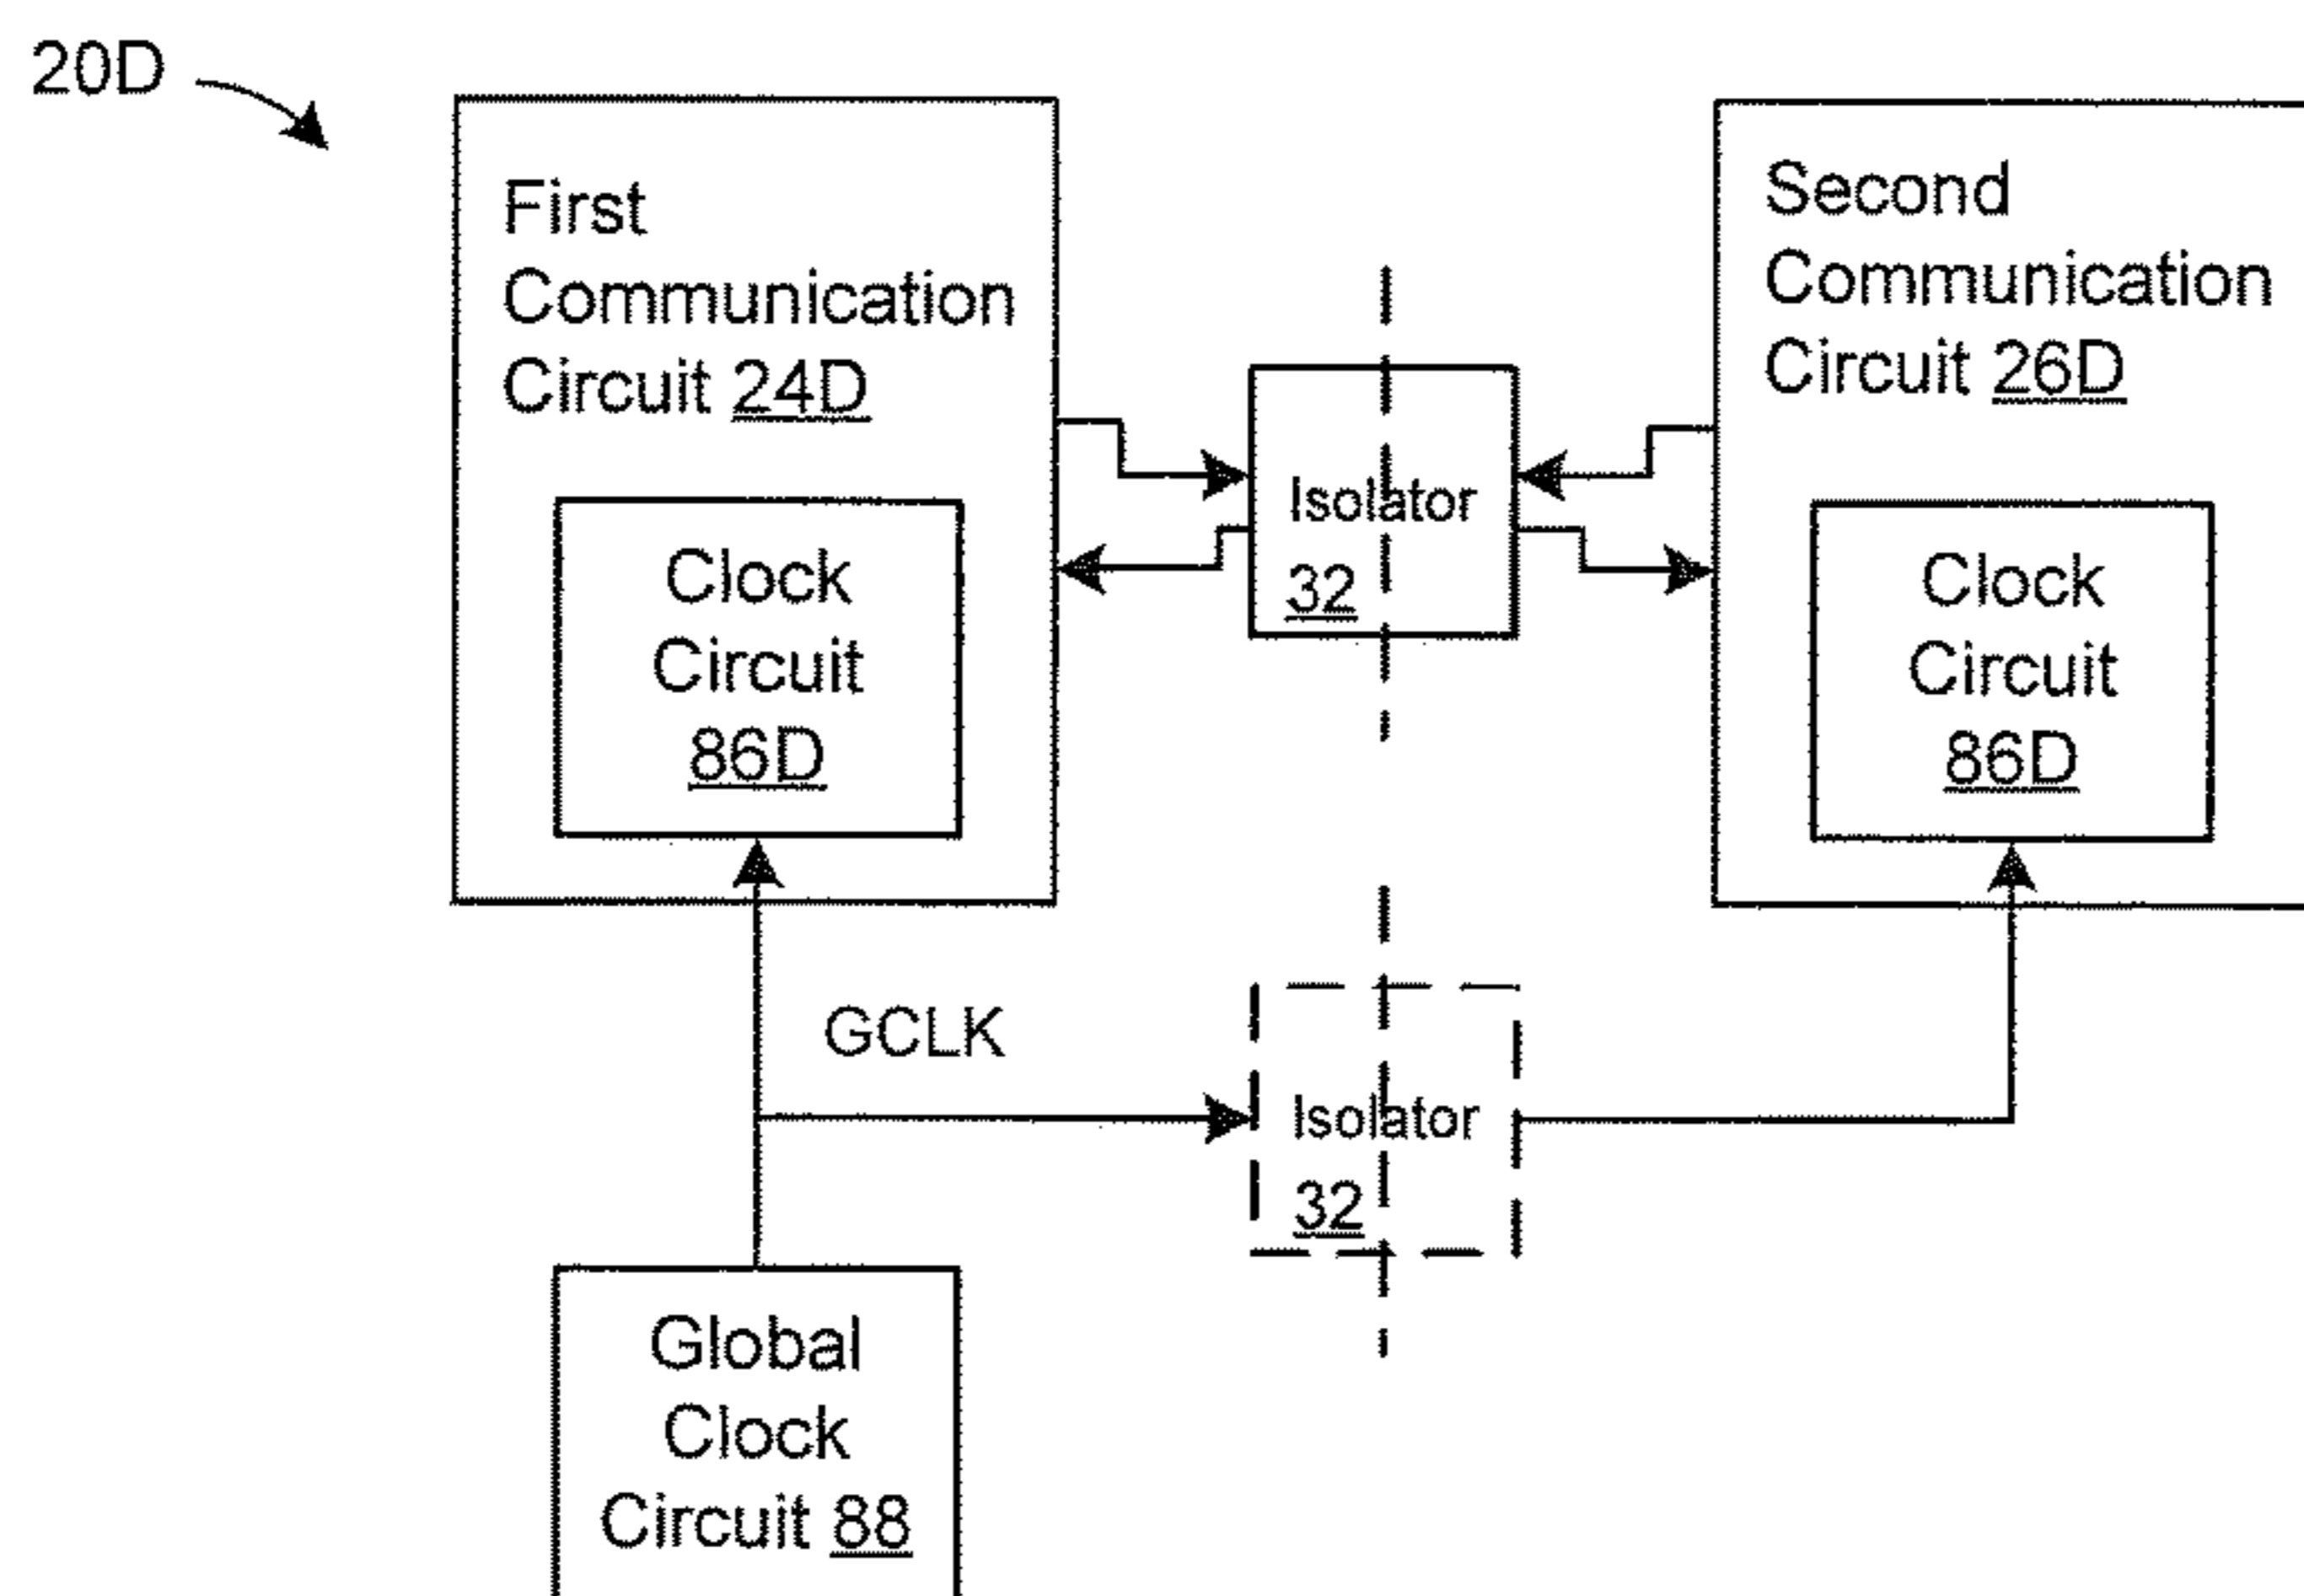 20D
First
Communication
Circuit 24D
Clock
Circuit
86D
Isolator
32
Second
Communication
Circuit 26D
Clock
Circuit
86D
GCLK
Isolator
32
Global
Clock
Circuit 88